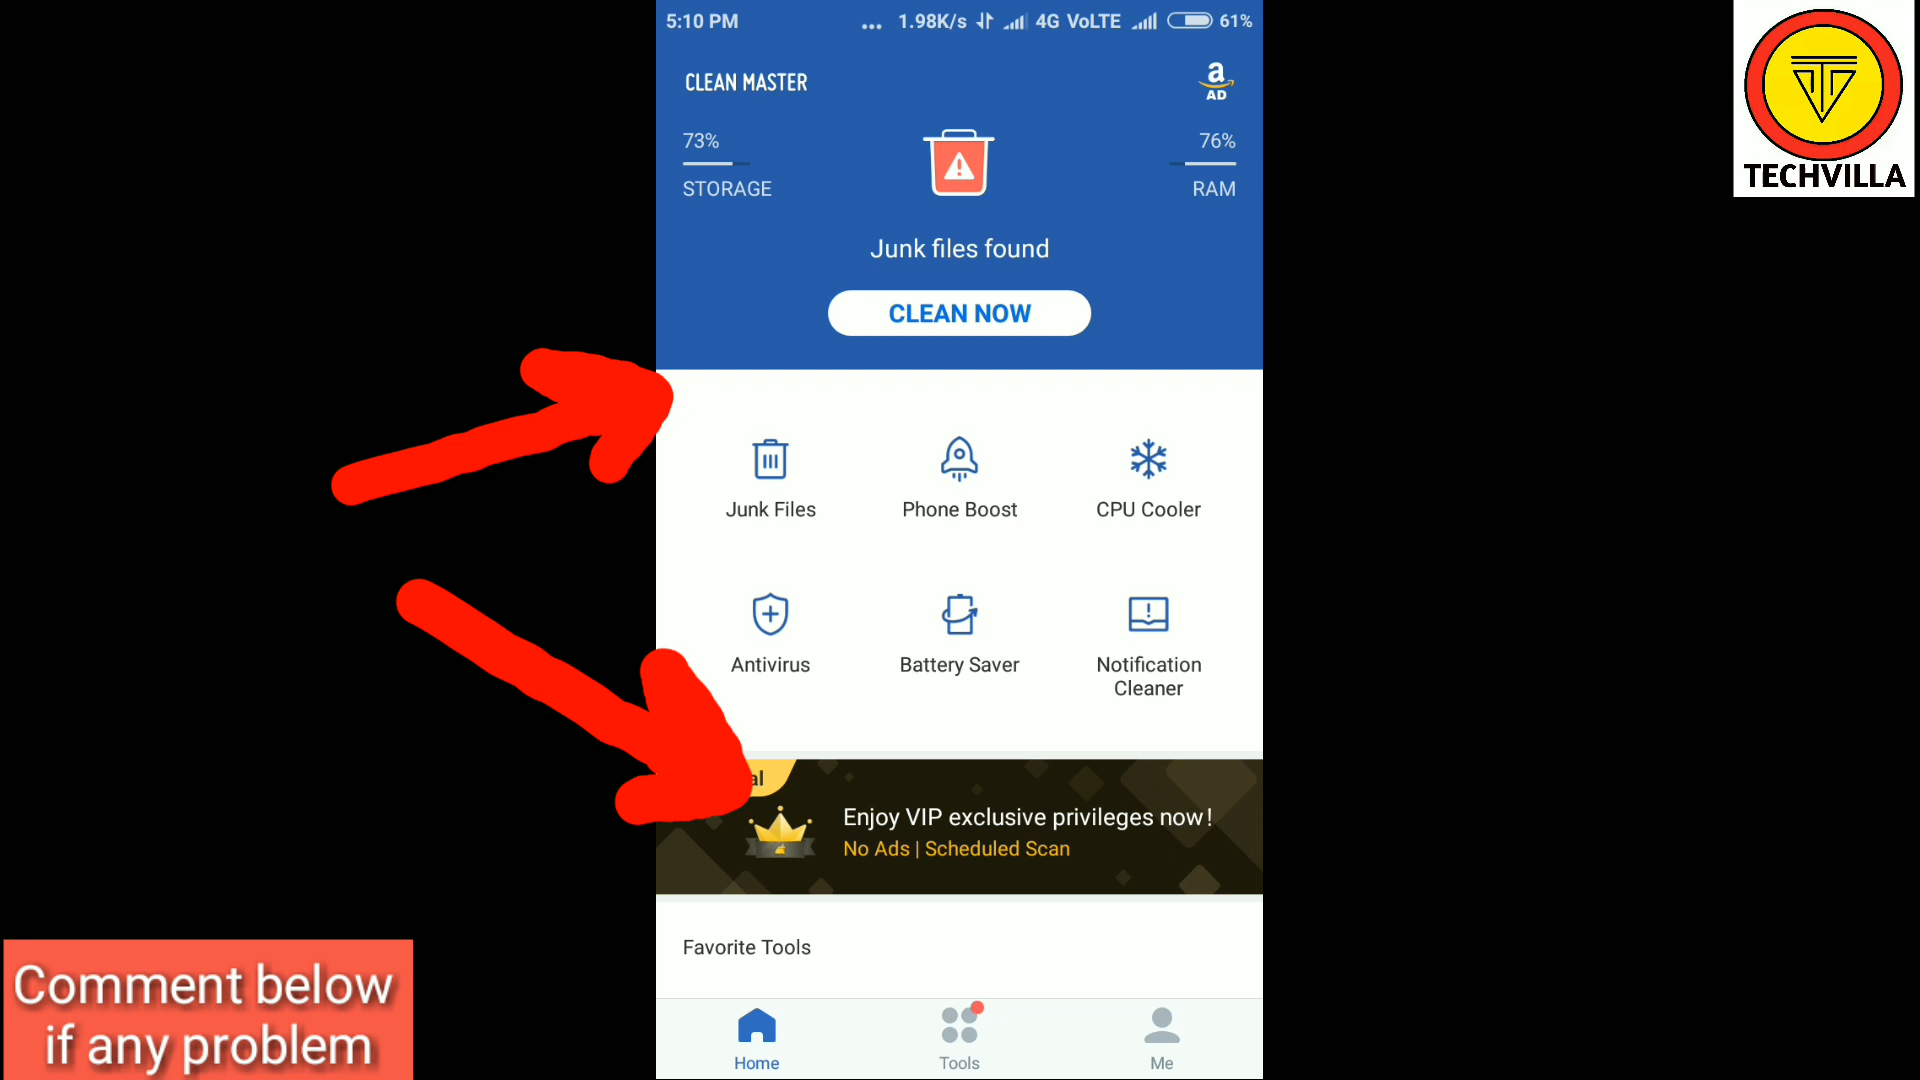 5:10 PM
... 1.98K/s 4G VoLTE 61%
CLEAN MASTER
a
AD
73%
STORAGE
76%
RAM
Junk files found
CLEAN NOW
Junk Files
Phone Boost
CPU Cooler
Antivirus
Battery Saver
Notification
Cleaner
Enjoy VIP exclusive privileges now!
No Ads | Scheduled Scan
Favorite Tools
Home
Tools
Me
TECHVILLA
Comment below
if any problem